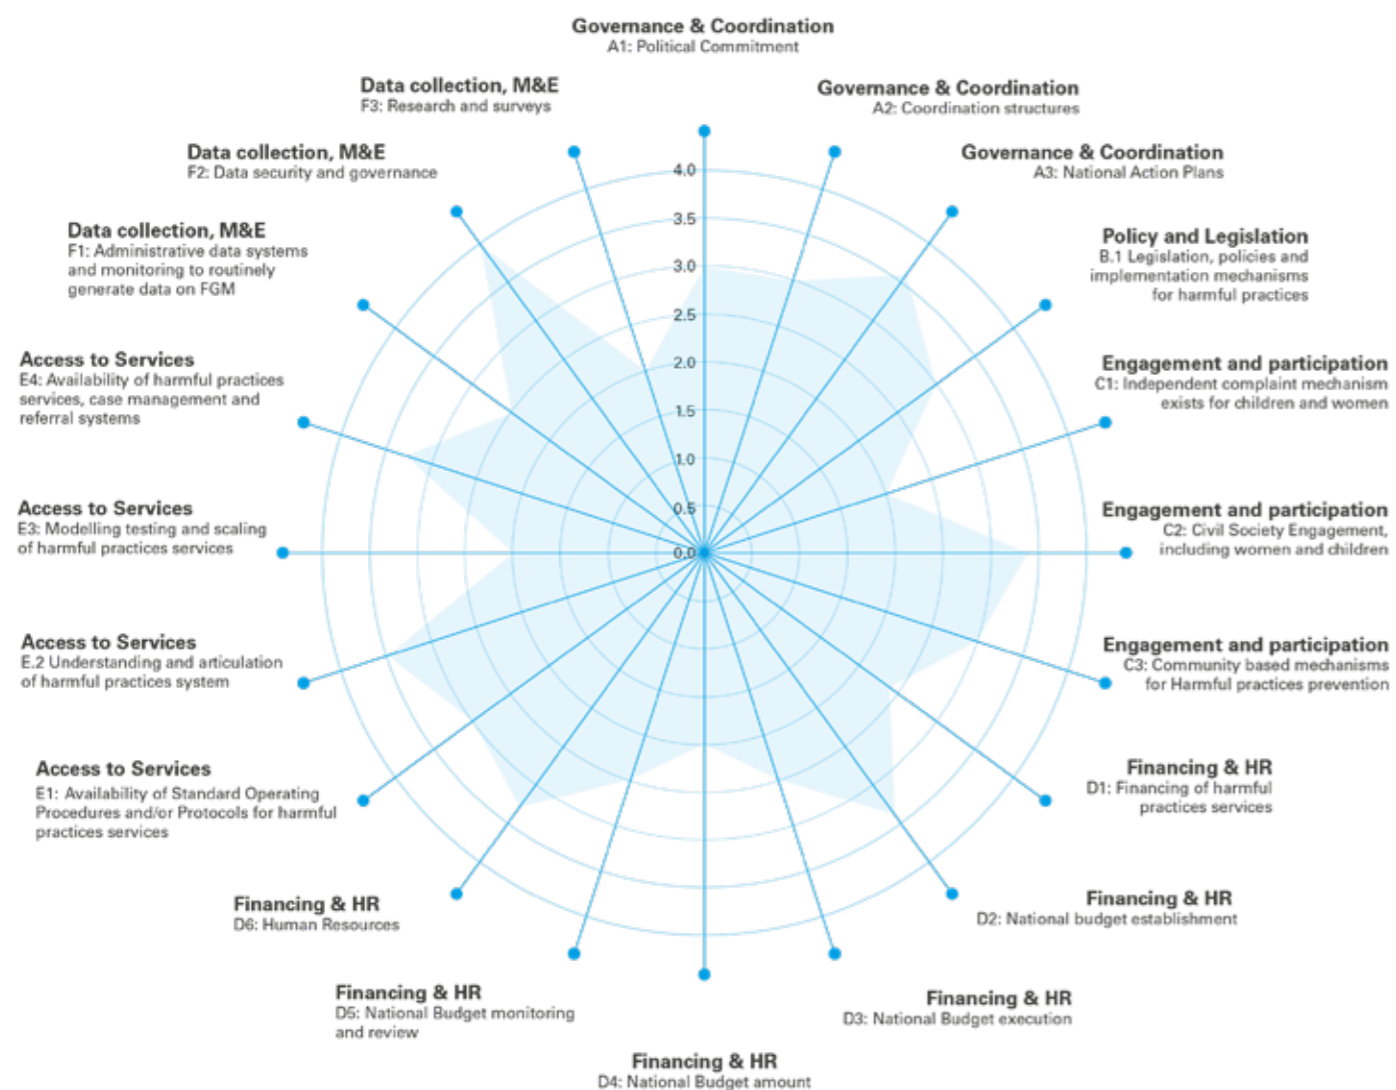 Governance & Coordination
A1: Political Commitment
Governance & Coordination
A2: Coordination structures
Governance & Coordination
A3: National Action Plans
Policy and Legislation
B.1 Legislation, policies and
implementation mechanisms
for harmful practices
Engagement and participation
C1: Independent complaint mechanism
exists for children and women
Engagement and participation
C2: Civil Society Engagement,
including women and children
Engagement and participation
C3: Community based mechanisms
for Harmful practices prevention
Financing & HR
D1: Financing of harmful
practices services
Financing & HR
D2: National budget establishment
Financing & HR
D3: National Budget execution
Financing & HR
D4: National Budget amount
Financing & HR
D5: National Budget monitoring
and review
Financing & HR
D6: Human Resources
Access to Services
E1: Availability of Standard Operating
Procedures and/or Protocols for harmful
practices services
Access to Services
E.2 Understanding and articulation
of harmful practices system
Access to Services
E3: Modelling testing and scaling
of harmful practices services
Access to Services
E4: Availability of harmful practices
services, case management and
referral systems
Data collection, M&E
F1: Administrative data systems
and monitoring to routinely
generate data on FGM
Data collection, M&E
F2: Data security and governance
Data collection, M&E
F3: Research and surveys
4.0
3.5
3.0
2.5
2.0
1.5
1.0
0.5
0.0